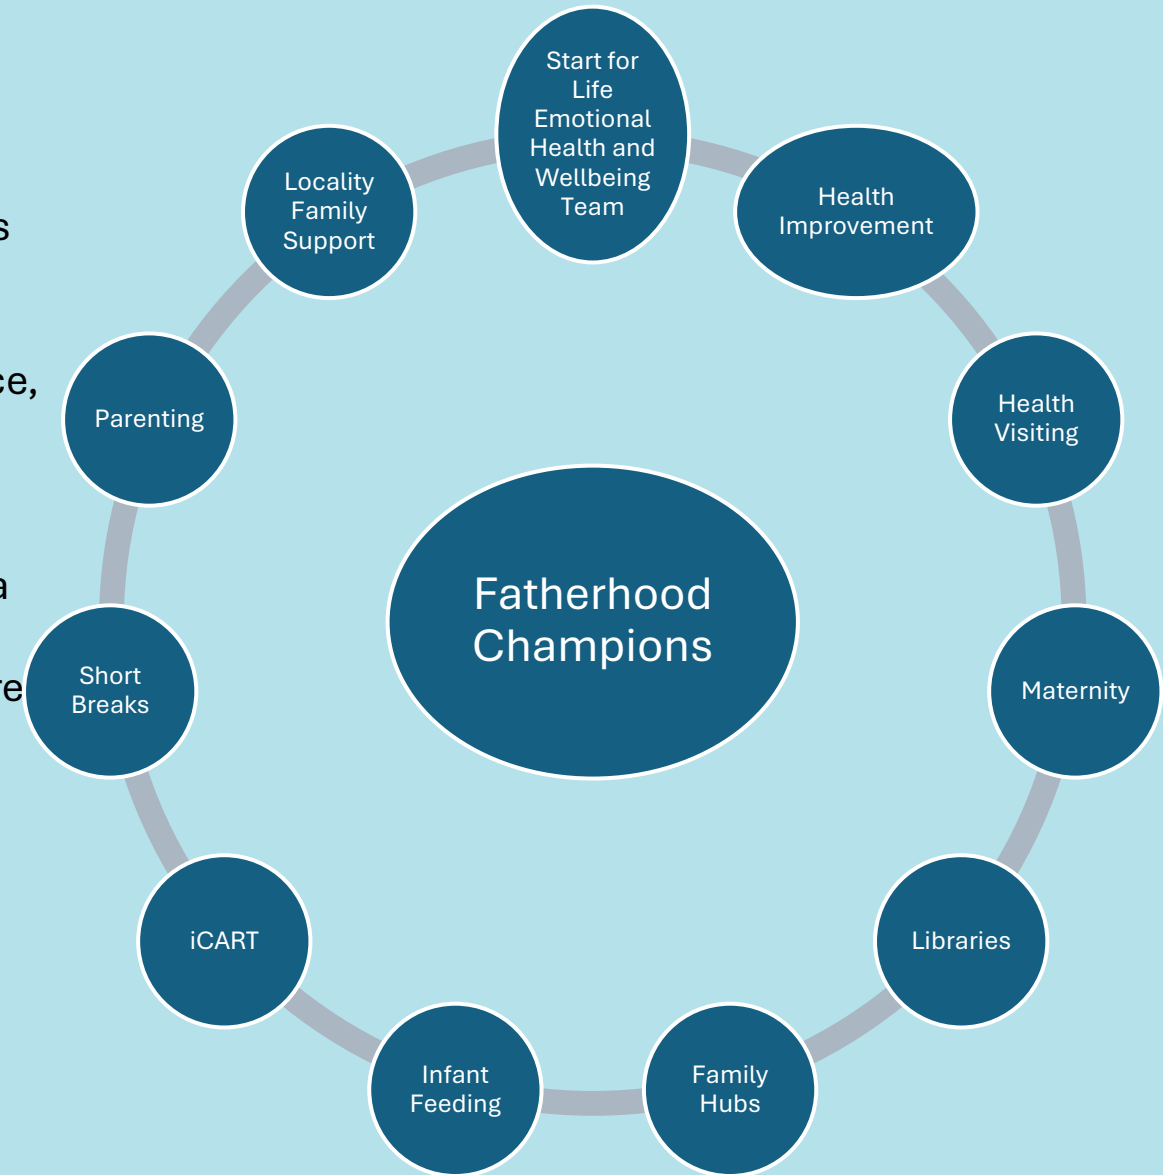 Start for
Life
Emotional
Health and
Wellbeing
Team
Health
Improvement
Health
Visiting
Maternity
Libraries
Family
Hubs
Infant
Feeding
iCART
Short
Breaks
Parenting
Locality
Family
Support
Fatherhood
Champions